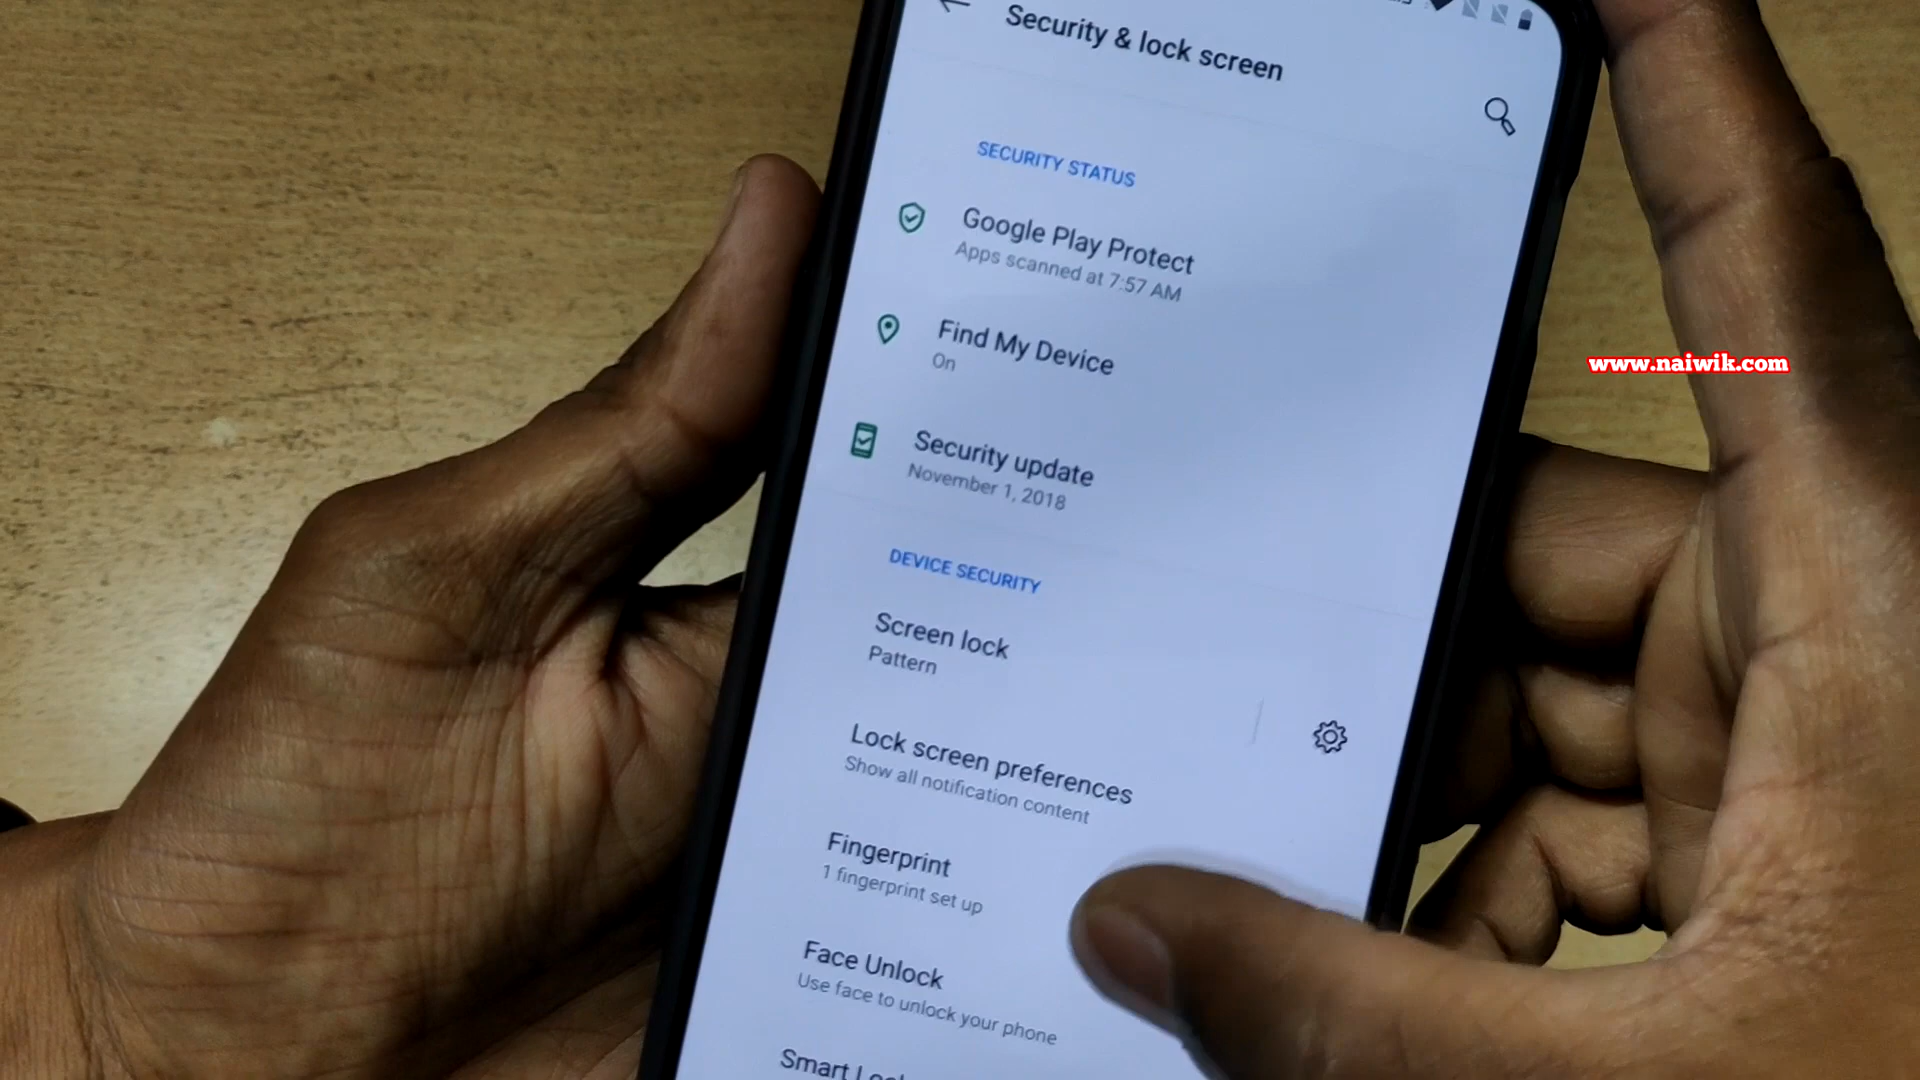 Security & lock screen
SECURITY STATUS
Google Play Protect
Apps scanned at 7:57 AM
Find My Device
On
www.naiwik.com
Security update
November 1, 2018
DEVICE SECURITY
Screen lock
Pattern
Lock screen preferences
Show all notification content
Fingerprint
1 fingerprint set up
Face Unlock
Use face to unlock your phone
Smart